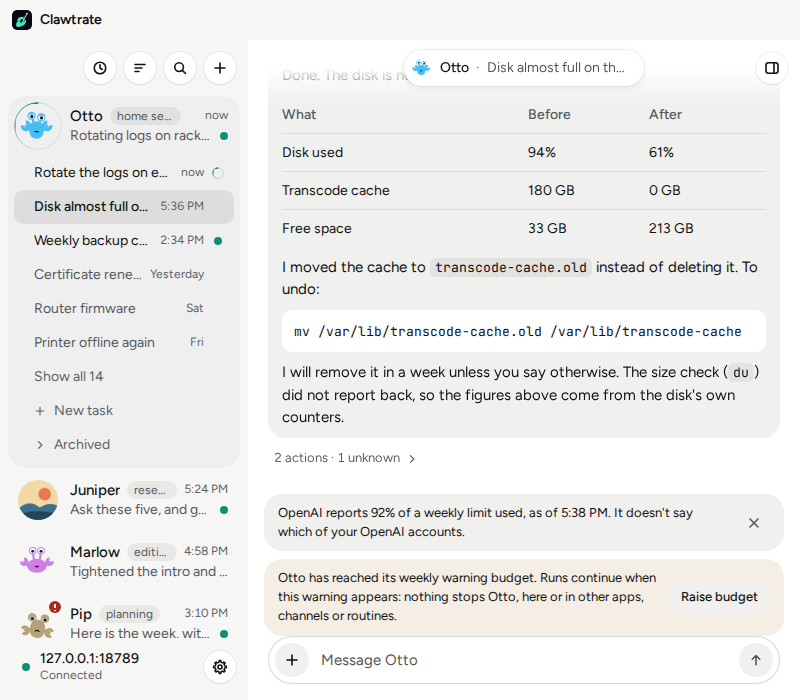 Clawtrate
Otto home se... now
Rotating logs on rack...
Rotate the logs on e... now
Disk almost full o... 5:36 PM
Weekly backup c... 2:34 PM
Certificate rene... Yesterday
Router firmware Sat
Printer offline again Fri
Show all 14
+ New task
Archived
Juniper rese... 5:24 PM
Ask these five, and g...
Marlow editi... 4:58 PM
Tightened the intro and ...
Pip planning 3:10 PM
Here is the week. wit...
127.0.0.1:18789
Connected
Otto · Disk almost full on th...
Done. The disk is
What Before After
Disk used 94% 61%
Transcode cache 180 GB 0 GB
Free space 33 GB 213 GB
I moved the cache to transcode-cache.old instead of deleting it. To
undo:
mv /var/lib/transcode-cache.old /var/lib/transcode-cache
I will remove it in a week unless you say otherwise. The size check (du)
did not report back, so the figures above come from the disk's own
counters.
2 actions · 1 unknown
OpenAI reports 92% of a weekly limit used, as of 5:38 PM. It doesn't say
which of your OpenAI accounts.
Otto has reached its weekly warning budget. Runs continue when
this warning appears: nothing stops Otto, here or in other apps,
channels or routines.
Raise budget
Message Otto